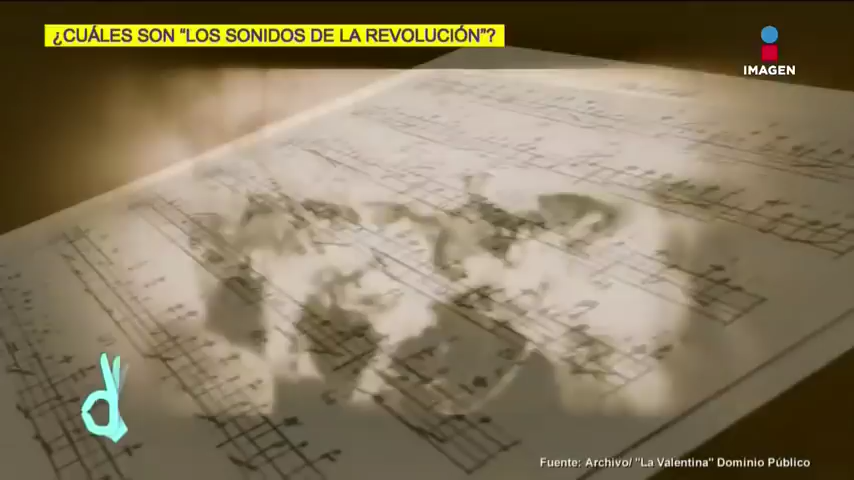 ¿CUÁLES SON "LOS SONIDOS DE LA REVOLUCIÓN"?
IMAGEN
Fuente: Archivo/ "La Valentina" Dominio Público